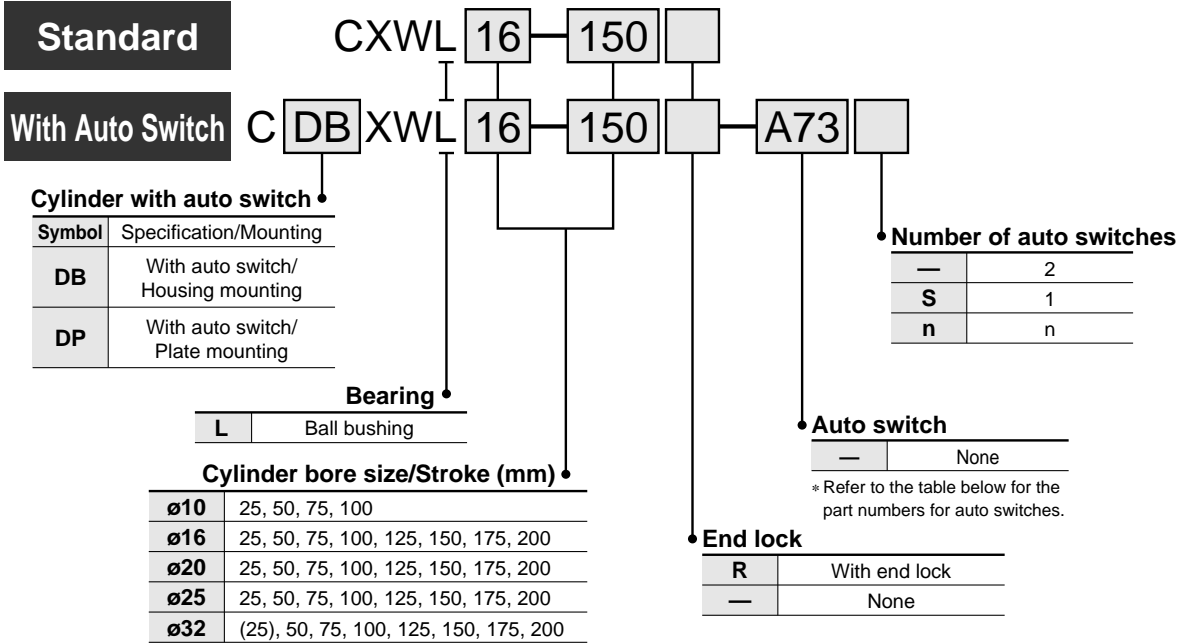 Standard CXWL 16 — 150
With Auto Switch C DB XWL 16 — 150 — A73
Cylinder with auto switch
Symbol Specification/Mounting
DB With auto switch/
Housing mounting
DP With auto switch/
Plate mounting
Bearing
L Ball bushing
Cylinder bore size/Stroke (mm)
ø10 25, 50, 75, 100
ø16 25, 50, 75, 100, 125, 150, 175, 200
ø20 25, 50, 75, 100, 125, 150, 175, 200
ø25 25, 50, 75, 100, 125, 150, 175, 200
ø32 (25), 50, 75, 100, 125, 150, 175, 200
Number of auto switches
— 2
S 1
n n
Auto switch
— None
∗ Refer to the table below for the
part numbers for auto switches.
End lock
R With end lock
— None